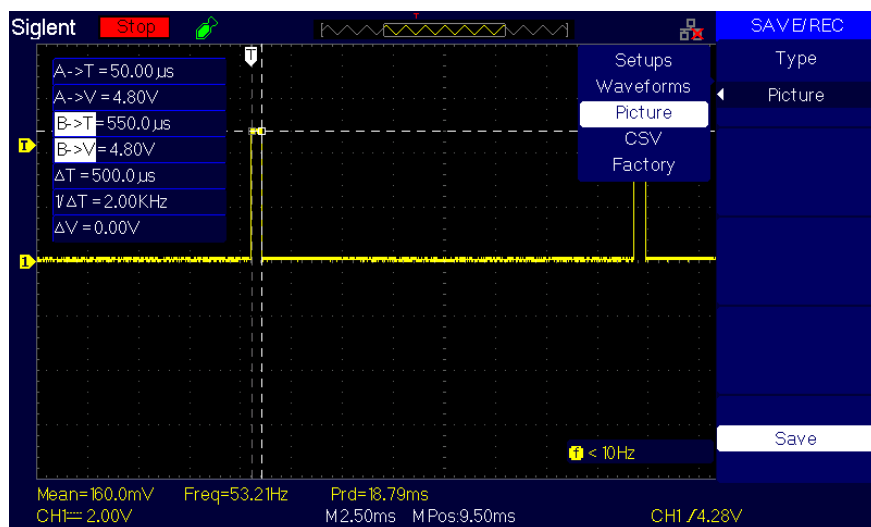 Siglent Stop T SAVE/REC
T
A->T =50.00µs
A->V =4.80V
B->T=550.0µs
B->V=4.80V
ΔT =500.0µs
1/ΔT =2.00KHz
ΔV =0.00V
T
1
Setups
Waveforms
Picture
CSV
Factory
Type
Picture
Save
f < 10Hz
Mean=160.0mV Freq=53.21Hz Prd=18.79ms
CH1 2.00V M2.50ms MPos:9.50ms CH1 /4.28V